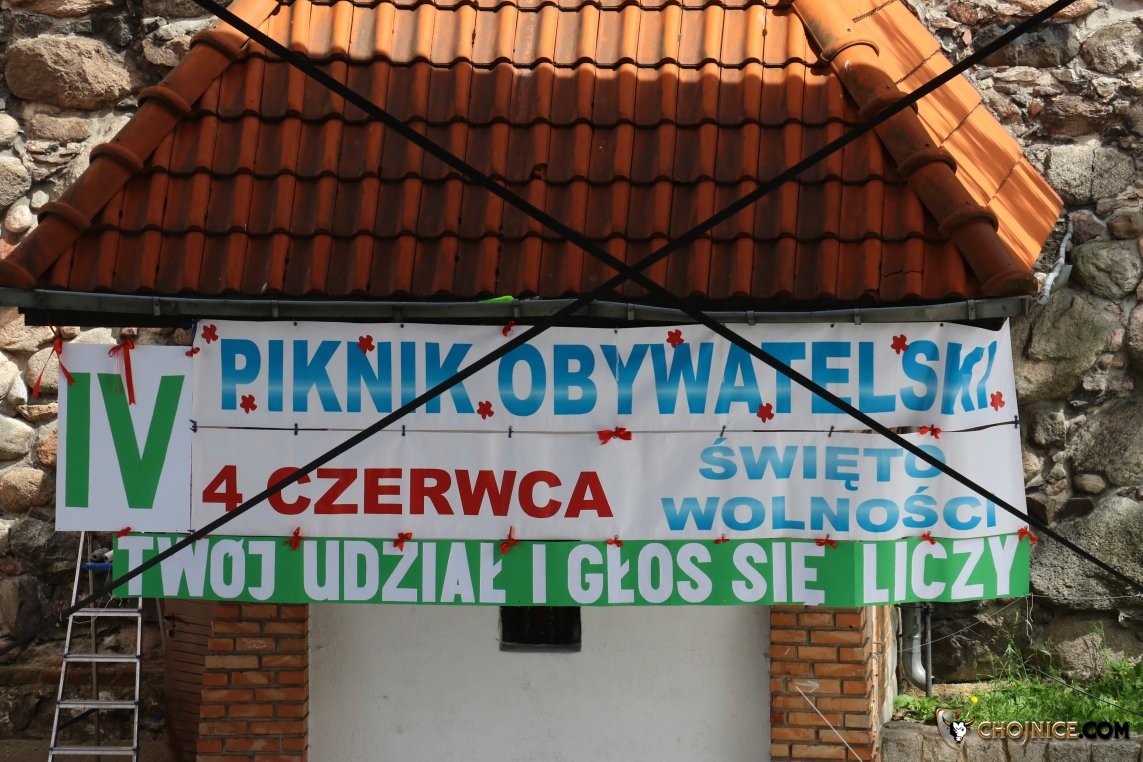 IV
PIKNIK OBYWATELSKI
4 CZERWCA
ŚWIĘTO
WOLNOŚCI
TWÓJ UDZIAŁ I GŁOS SIĘ LICZY
CHOJNICE.COM